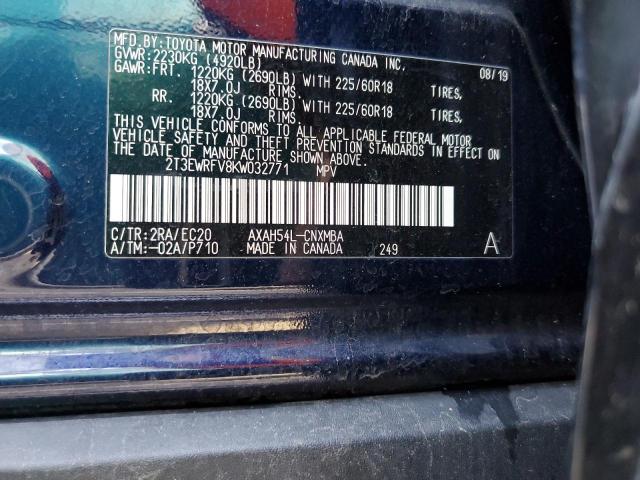 MFD.BY:TOYOTA MOTOR MANUFACTURING CANADA INC.
GVWR:2230KG (4920LB) 08/19
GAWR:FRT. 1220KG (2690LB) WITH 225/60R18 TIRES,
18X7.0J RIMS.
RR. 1220KG (2690LB) WITH 225/60R18 TIRES,
18X7.0J RIMS.
THIS VEHICLE CONFORMS TO ALL APPLICABLE FEDERAL MOTOR
VEHICLE SAFETY AND THEFT PREVENTION STANDARDS IN EFFECT ON
THE DATE OF MANUFACTURE SHOWN ABOVE.
2T3EWRFV8KW032771 MPV
C/TR:2RA/EC20 AXAH54L-CNXMBA
A/TM:-02A/P710 MADE IN CANADA 249 A